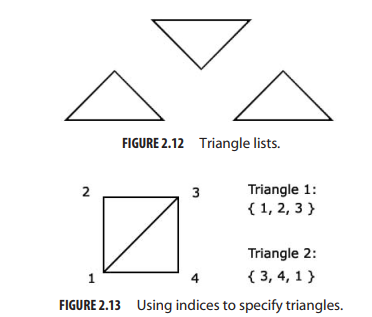 FIGURE 2.12 Triangle lists.
2
3
Triangle 1:
{ 1, 2, 3 }
Triangle 2:
{ 3, 4, 1 }
1
4
FIGURE 2.13 Using indices to specify triangles.